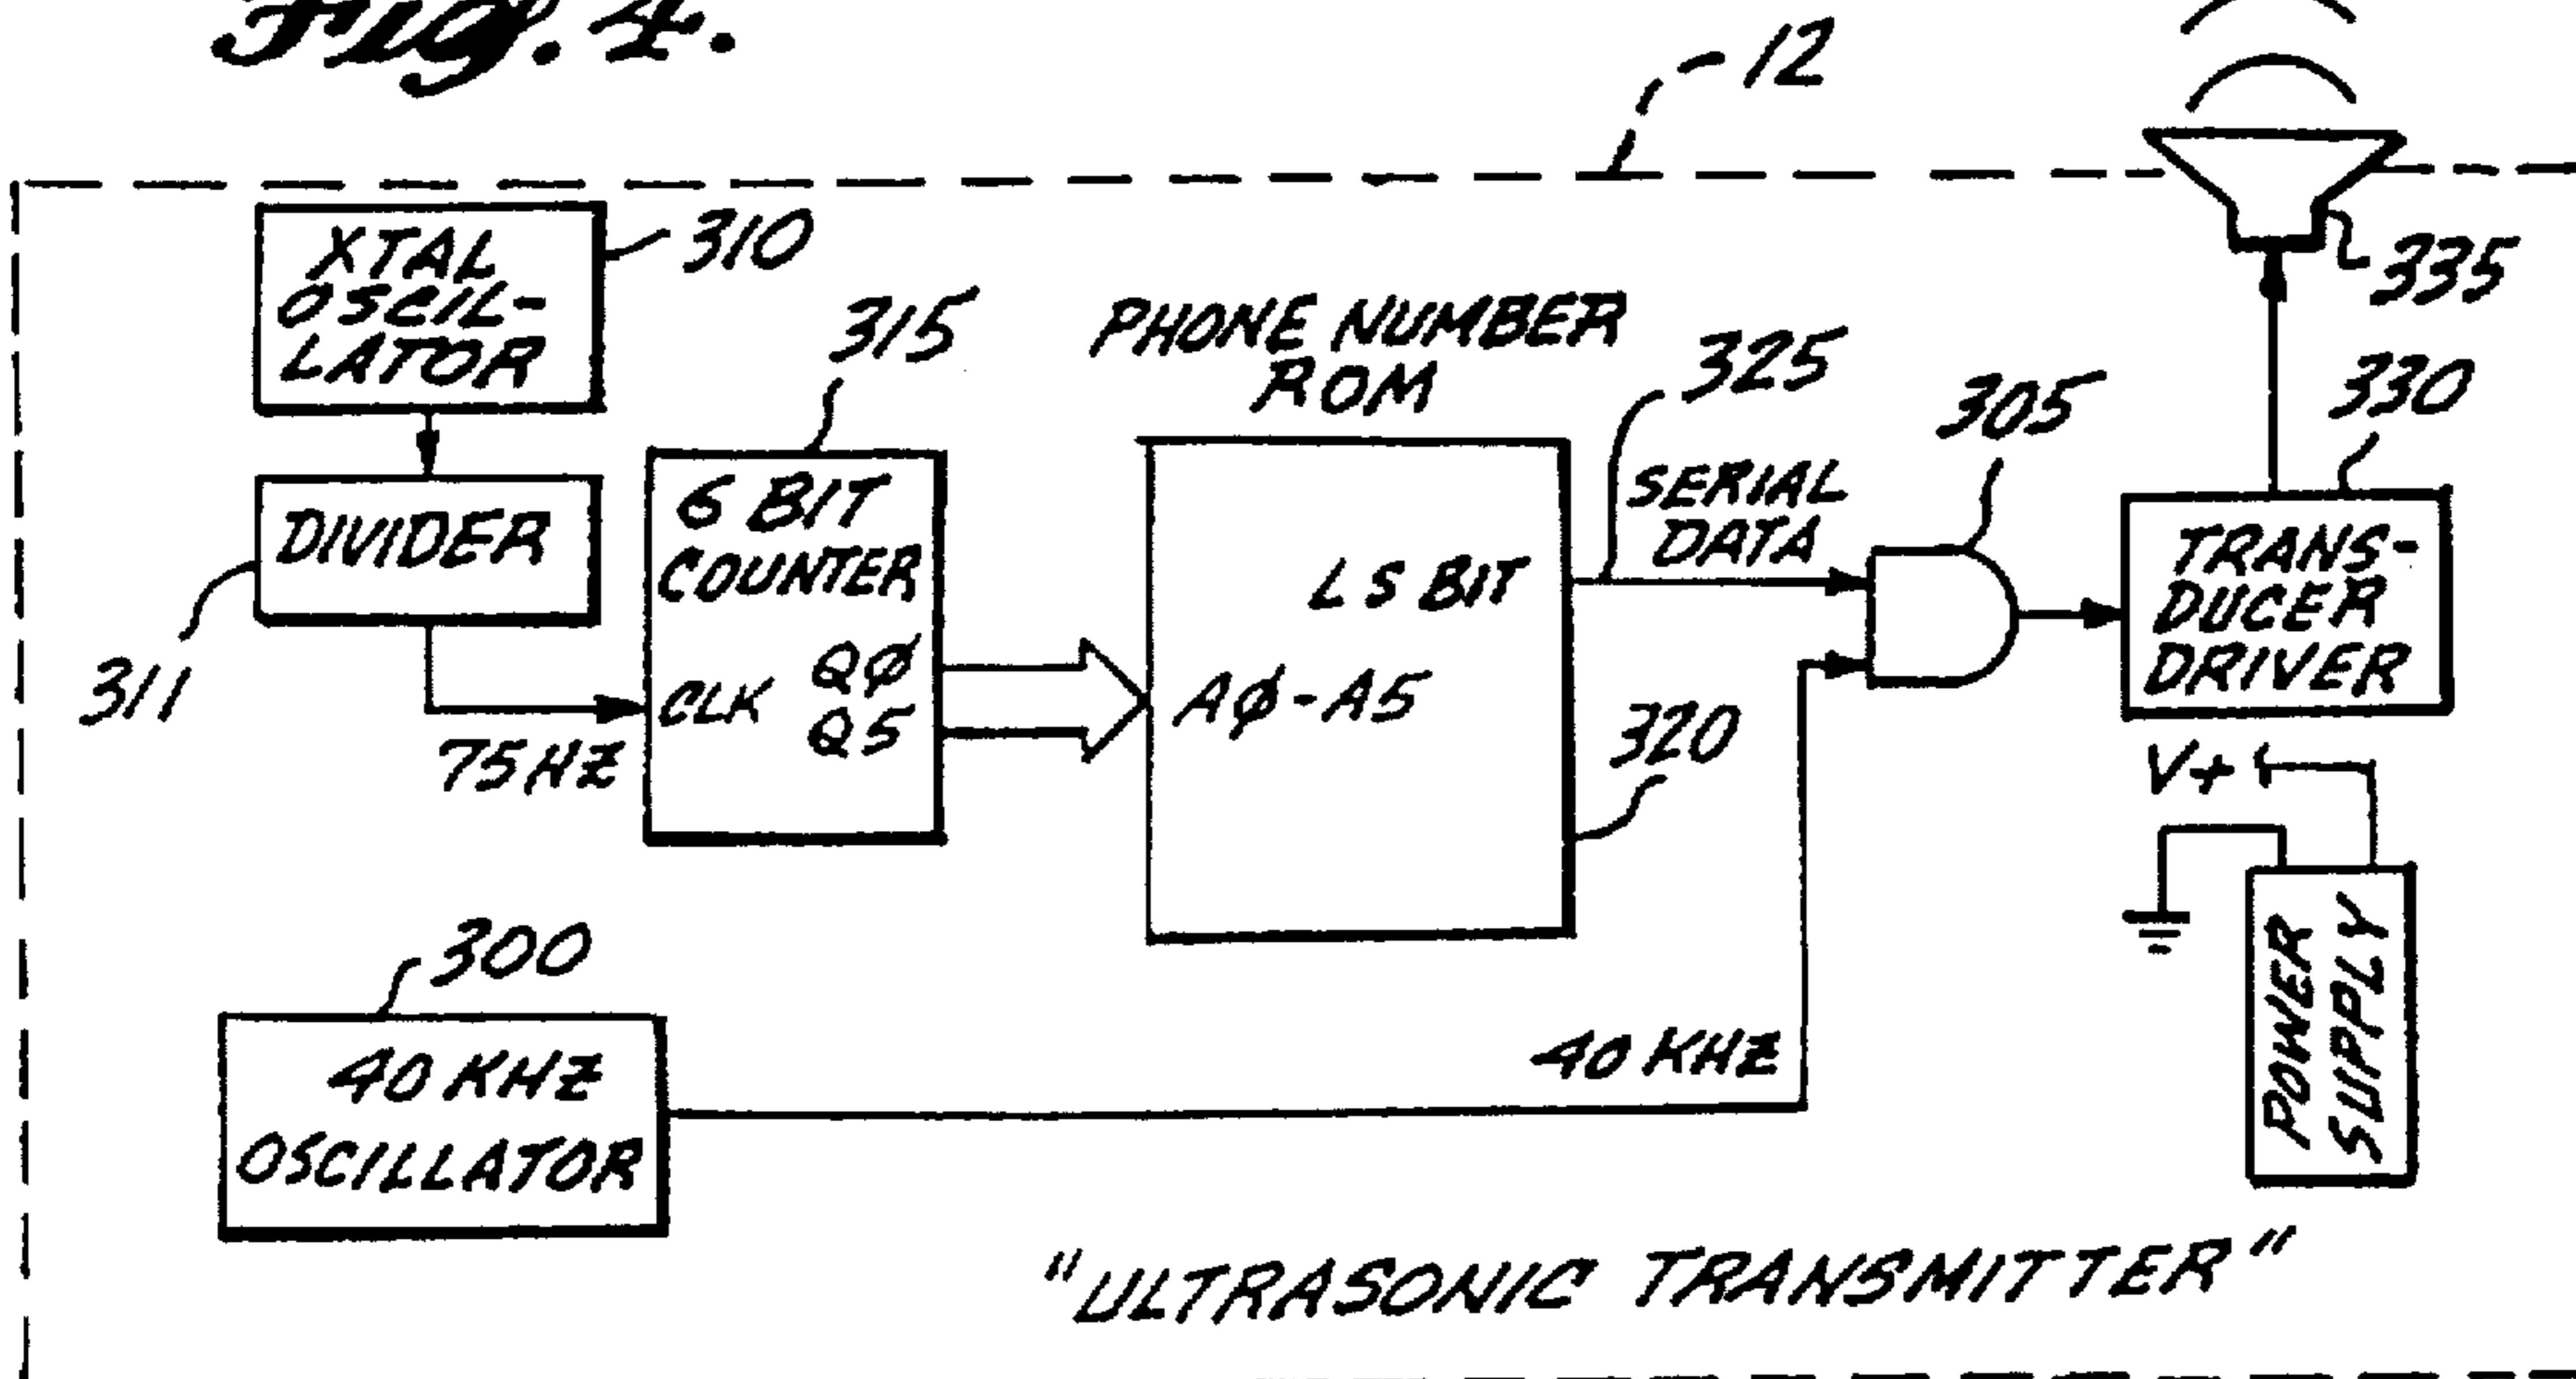 Fig. 4.
12
XTAL
OSCIL-
LATOR
310
DIVIDER
311
75HZ
315
6 BIT
COUNTER
CLK
QØ
Q5
PHONE NUMBER
ROM
LS BIT
AØ-A5
320
325
SERIAL
DATA
305
335
330
TRANS-
DUCER
DRIVER
V+
POWER
SUPPLY
300
40 KHZ
OSCILLATOR
40 KHZ
"ULTRASONIC TRANSMITTER"